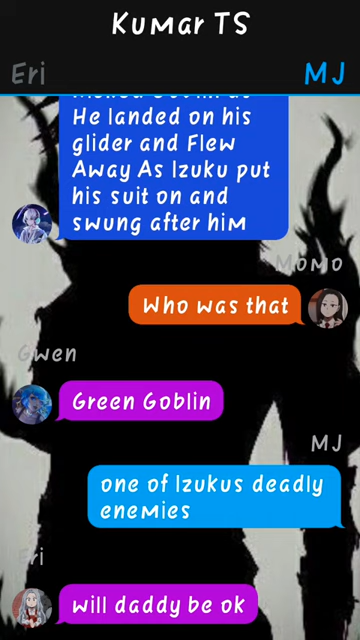 Kumar TS
Eri MJ
He landed on his
glider and Flew
Away As Izuku put
his suit on and
swung after him
Momo
Who was that
Gwen
Green Goblin
MJ
one of Izukus deadly
enemies
Eri
will daddy be ok